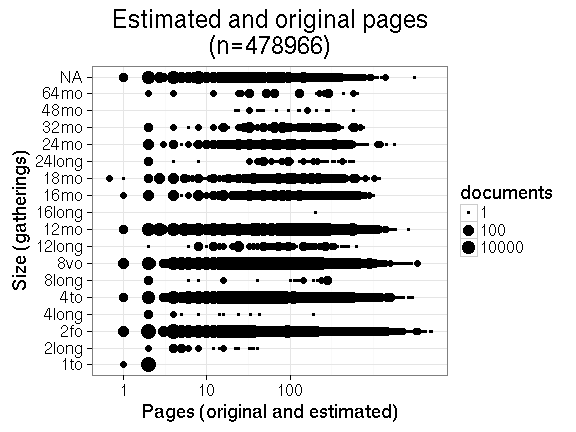 Estimated and original pages
(n=478966)
Size (gatherings)
NA
64mo
48mo
32mo
24mo
24long
18mo
16mo
16long
12mo
12long
8vo
8long
4to
4long
2fo
2long
1to
1
10
100
Pages (original and estimated)
documents
1
100
10000